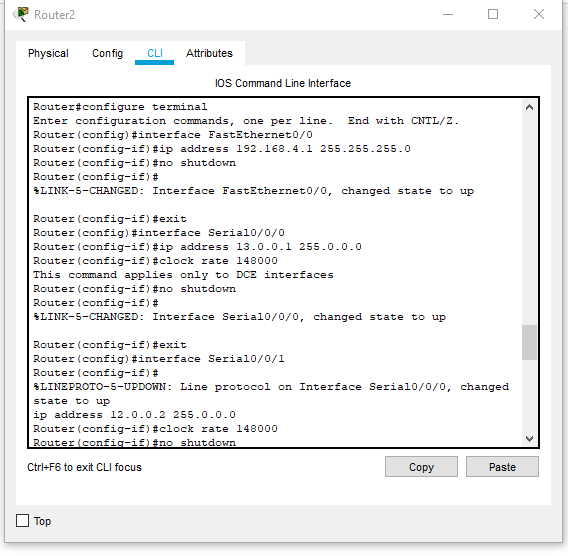 Router2
Physical Config CLI Attributes
IOS Command Line Interface
Router#configure terminal
Enter configuration commands, one per line.  End with CNTL/Z.
Router(config)#interface FastEthernet0/0
Router(config-if)#ip address 192.168.4.1 255.255.255.0
Router(config-if)#no shutdown
Router(config-if)#
%LINK-5-CHANGED: Interface FastEthernet0/0, changed state to up
Router(config-if)#exit
Router(config)#interface Serial0/0/0
Router(config-if)#ip address 13.0.0.1 255.0.0.0
Router(config-if)#clock rate 148000
This command applies only to DCE interfaces
Router(config-if)#no shutdown
Router(config-if)#
%LINK-5-CHANGED: Interface Serial0/0/0, changed state to up
Router(config-if)#exit
Router(config)#interface Serial0/0/1
Router(config-if)#
%LINEPROTO-5-UPDOWN: Line protocol on Interface Serial0/0/0, changed
state to up
ip address 12.0.0.2 255.0.0.0
Router(config-if)#clock rate 148000
Router(config-if)#no shutdown
Ctrl+F6 to exit CLI focus
Copy
Paste
Top